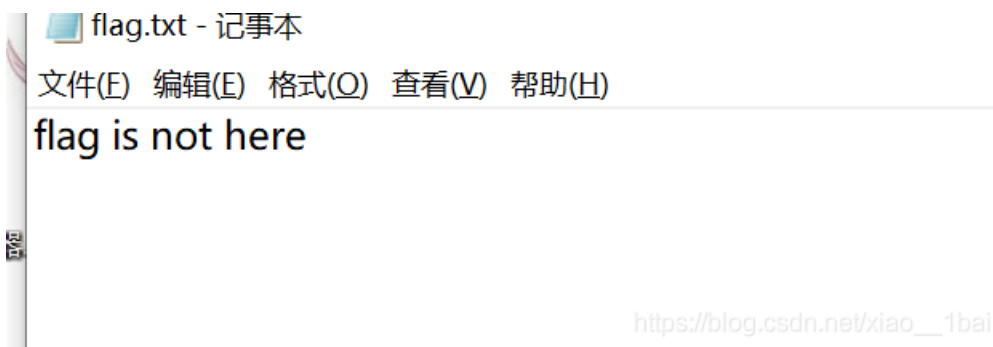 flag.txt - 记事本
文件(F) 编辑(E) 格式(O) 查看(V) 帮助(H)
flag is not here
https://blog.csdn.net/xiao__1bai